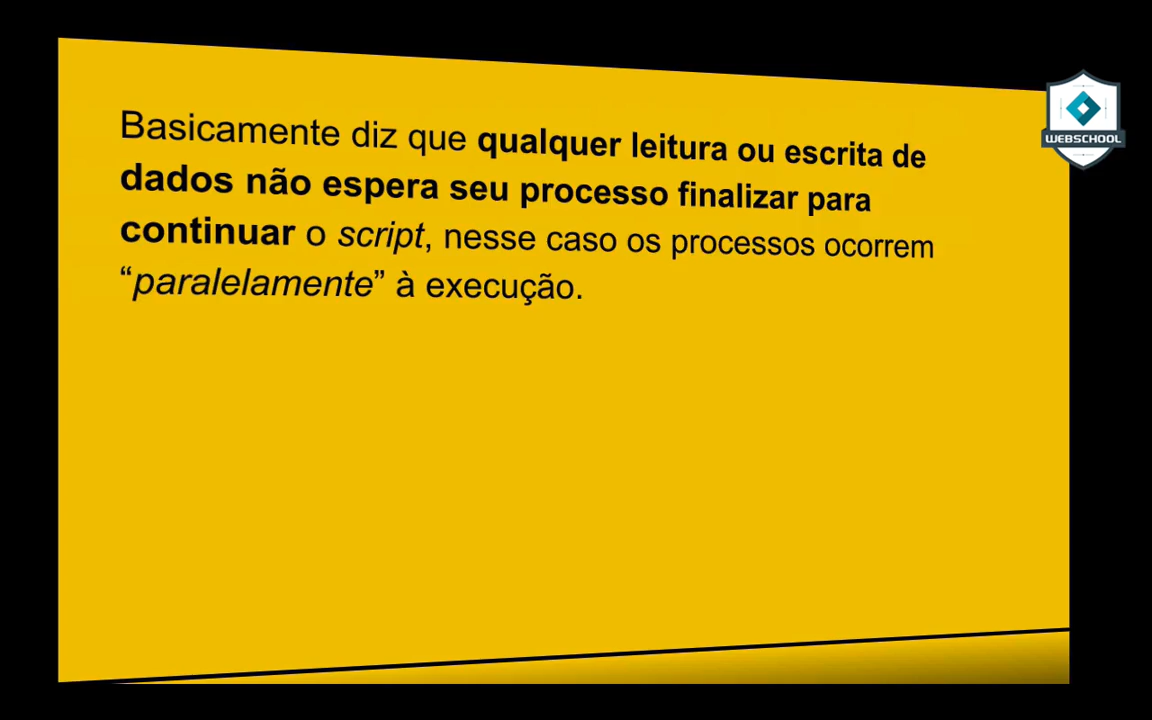 Basicamente diz que qualquer leitura ou escrita de
dados não espera seu processo finalizar para
continuar o script, nesse caso os processos ocorrem
“paralelamente” à execução.
WEBSCHOOL